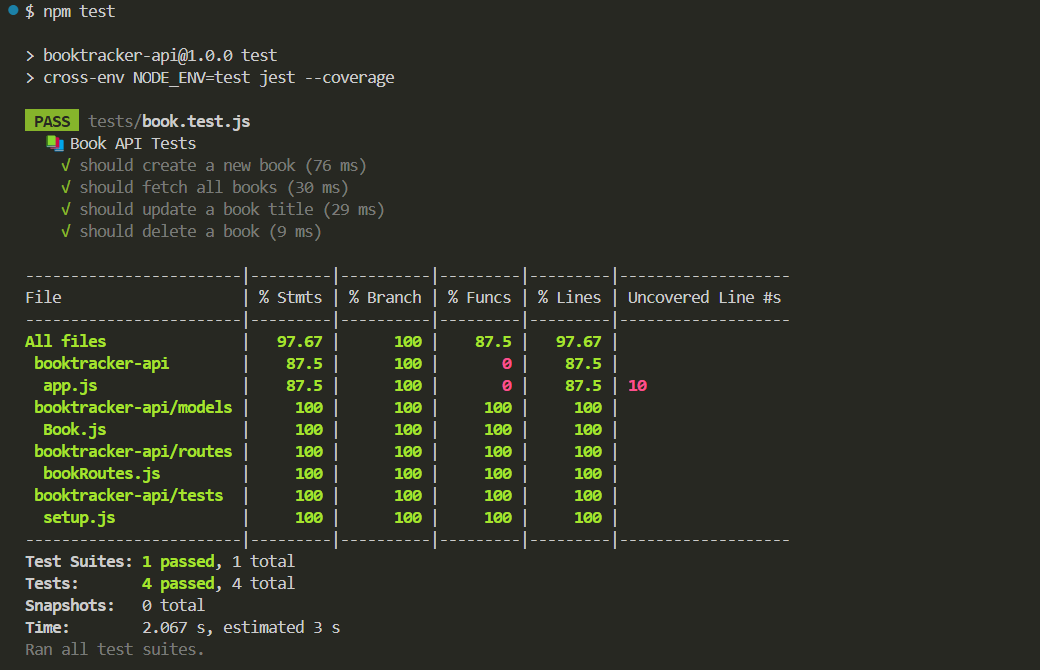 $ npm test
> booktracker-api@1.0.0 test
> cross-env NODE_ENV=test jest --coverage
PASS tests/book.test.js
📚 Book API Tests
√ should create a new book (76 ms)
√ should fetch all books (30 ms)
√ should update a book title (29 ms)
√ should delete a book (9 ms)
------------------------|---------|----------|---------|---------|-------------------
File                    | % Stmts | % Branch | % Funcs | % Lines | Uncovered Line #s
------------------------|---------|----------|---------|---------|-------------------
All files               |   97.67 |      100 |    87.5 |   97.67 |
 booktracker-api        |    87.5 |      100 |       0 |    87.5 |
  app.js                |    87.5 |      100 |       0 |    87.5 | 10
 booktracker-api/models |     100 |      100 |     100 |     100 |
  Book.js               |     100 |      100 |     100 |     100 |
 booktracker-api/routes |     100 |      100 |     100 |     100 |
  bookRoutes.js         |     100 |      100 |     100 |     100 |
 booktracker-api/tests  |     100 |      100 |     100 |     100 |
  setup.js              |     100 |      100 |     100 |     100 |
------------------------|---------|----------|---------|---------|-------------------
Test Suites: 1 passed, 1 total
Tests:       4 passed, 4 total
Snapshots:   0 total
Time:        2.067 s, estimated 3 s
Ran all test suites.